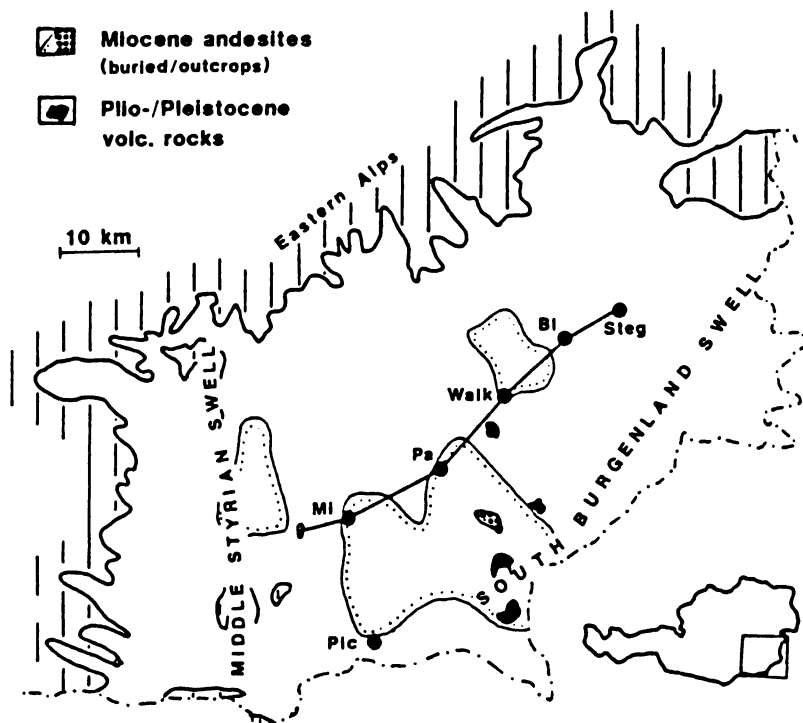 Miocene andesites
(buried/outcrops)
Plio-/Pleistocene
volc. rocks
Eastern Alps
10 km
Bl
Steg
Walk
Pa
Mi
Plc
MIDDLE STYRIAN SWELL
SOUTH BURGENLAND SWELL